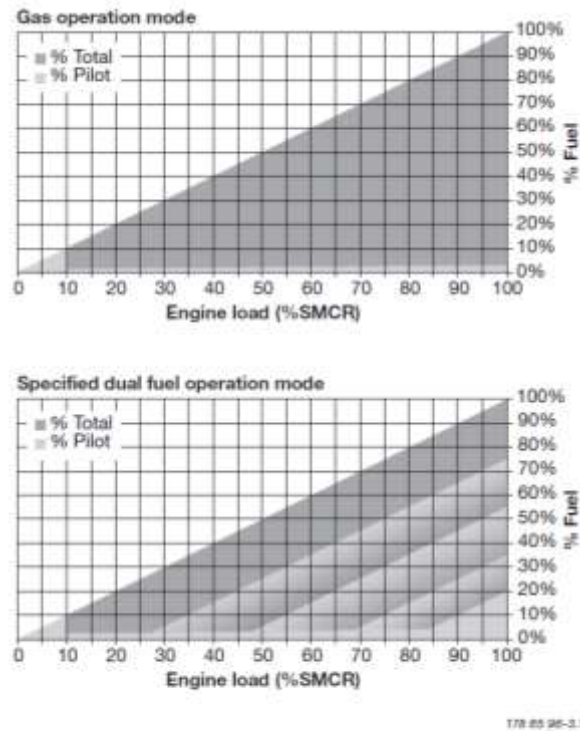 Gas operation mode
% Total
% Pilot
100%
90%
80%
70%
60%
50%
40%
30%
20%
10%
0%
% Fuel
0 10 20 30 40 50 60 70 80 90 100
Engine load (%SMCR)
Specified dual fuel operation mode
% Total
% Pilot
100%
90%
80%
70%
60%
50%
40%
30%
20%
10%
0%
% Fuel
0 10 20 30 40 50 60 70 80 90 100
Engine load (%SMCR)